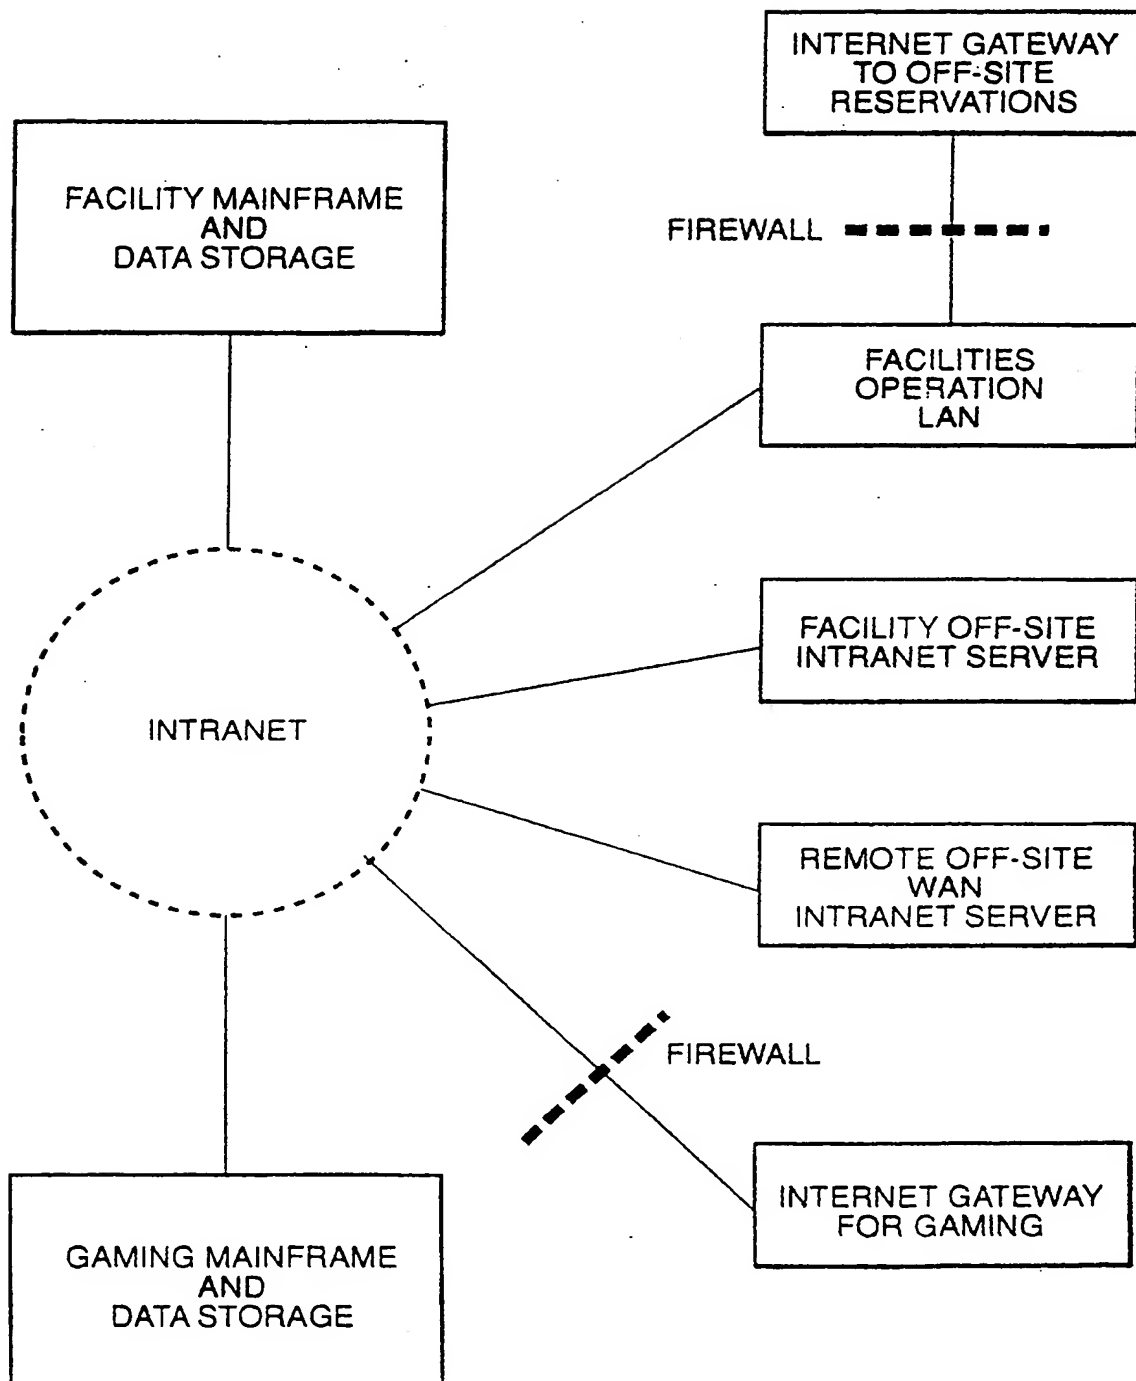 INTERNET GATEWAY
TO OFF-SITE
RESERVATIONS
FACILITY MAINFRAME
AND
DATA STORAGE
FIREWALL
FACILITIES
OPERATION
LAN
FACILITY OFF-SITE
INTRANET SERVER
INTRANET
REMOTE OFF-SITE
WAN
INTRANET SERVER
FIREWALL
INTERNET GATEWAY
FOR GAMING
GAMING MAINFRAME
AND
DATA STORAGE